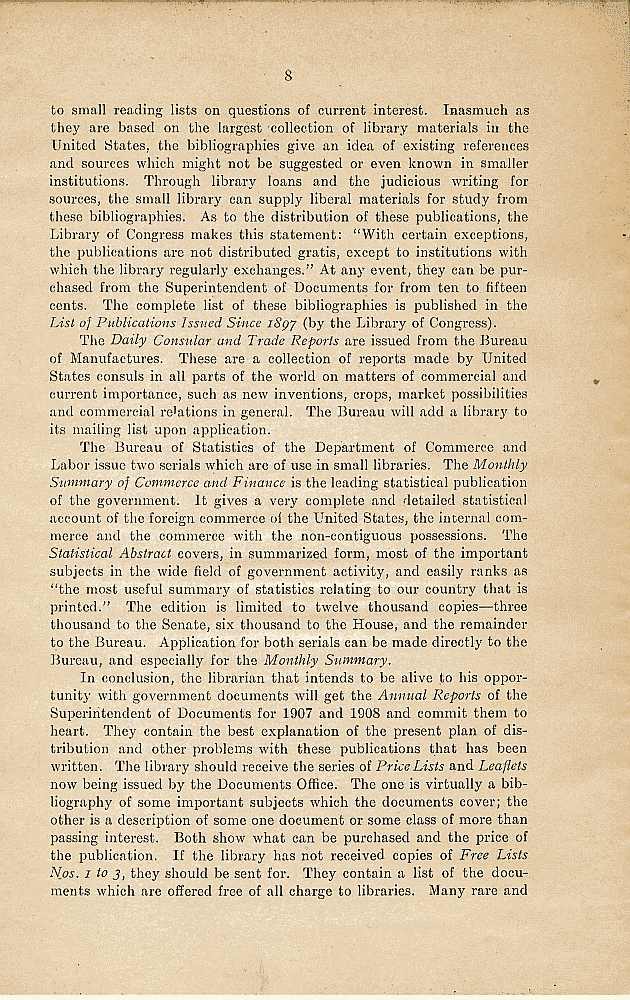 8
to small reading lists on questions of current interest. Inasmuch as
they are based on the largest collection of library materials in the
United States, the bibliographies give an idea of existing references
and sources which might not be suggested or even known in smaller
institutions. Through library loans and the judicious writing for
sources, the small library can supply liberal materials for study from
these bibliographies. As to the distribution of these publications, the
Library of Congress makes this statement: "With certain exceptions,
the publications are not distributed gratis, except to institutions with
which the library regularly exchanges." At any event, they can be pur-
chased from the Superintendent of Documents for from ten to fifteen
cents. The complete list of these bibliographies is published in the
List of Publications Issued Since 1897 (by the Library of Congress).
The Daily Consular and Trade Reports are issued from the Bureau
of Manufactures. These are a collection of reports made by United
States consuls in all parts of the world on matters of commercial and
current importance, such as new inventions, crops, market possibilities
and commercial relations in general. The Bureau will add a library to
its mailing list upon application.
The Bureau of Statistics of the Department of Commerce and
Labor issue two serials which are of use in small libraries. The Monthly
Summary of Commerce and Finance is the leading statistical publication
of the government. It gives a very complete and detailed statistical
account of the foreign commerce of the United States, the internal com-
merce and the commerce with the non-contiguous possessions. The
Statistical Abstract covers, in summarized form, most of the important
subjects in the wide field of government activity, and easily ranks as
"the most useful summary of statistics relating to our country that is
printed." The edition is limited to twelve thousand copies—three
thousand to the Senate, six thousand to the House, and the remainder
to the Bureau. Application for both serials can be made directly to the
Bureau, and especially for the Monthly Summary.
In conclusion, the librarian that intends to be alive to his oppor-
tunity with government documents will get the Annual Reports of the
Superintendent of Documents for 1907 and 1908 and commit them to
heart. They contain the best explanation of the present plan of dis-
tribution and other problems with these publications that has been
written. The library should receive the series of Price Lists and Leaflets
now being issued by the Documents Office. The one is virtually a bib-
liography of some important subjects which the documents cover; the
other is a description of some one document or some class of more than
passing interest. Both show what can be purchased and the price of
the publication. If the library has not received copies of Free Lists
Nos. 1 to 3, they should be sent for. They contain a list of the docu-
ments which are offered free of all charge to libraries. Many rare and